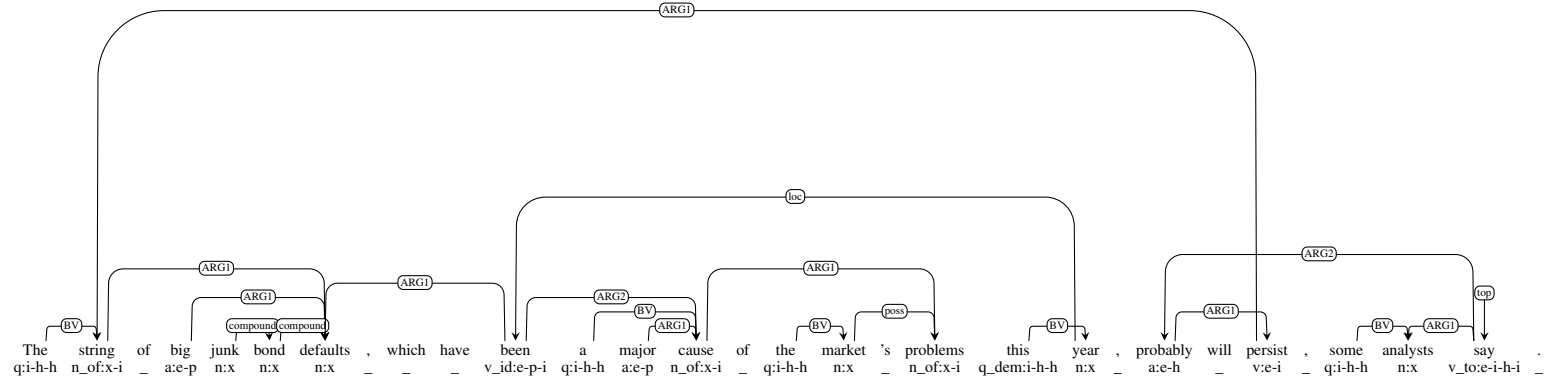 ARG1
loc
ARG1 ARG1 ARG2
ARG1
ARG1 ARG2
top
BV poss ARG1
BV compound compound ARG1 BV BV BV ARG1
The string of big junk bond defaults , which have been a major cause of the market 's problems this year , probably will persist , some analysts say .
q:i-h-h n_of:x-i _ a:e-p n:x n:x n:x _ _ _ v_id:e-p-i q:i-h-h a:e-p n_of:x-i _ q:i-h-h n:x _ n_of:x-i q_dem:i-h-h n:x _ a:e-h _ v:e-i _ q:i-h-h n:x v_to:e-i-h-i _